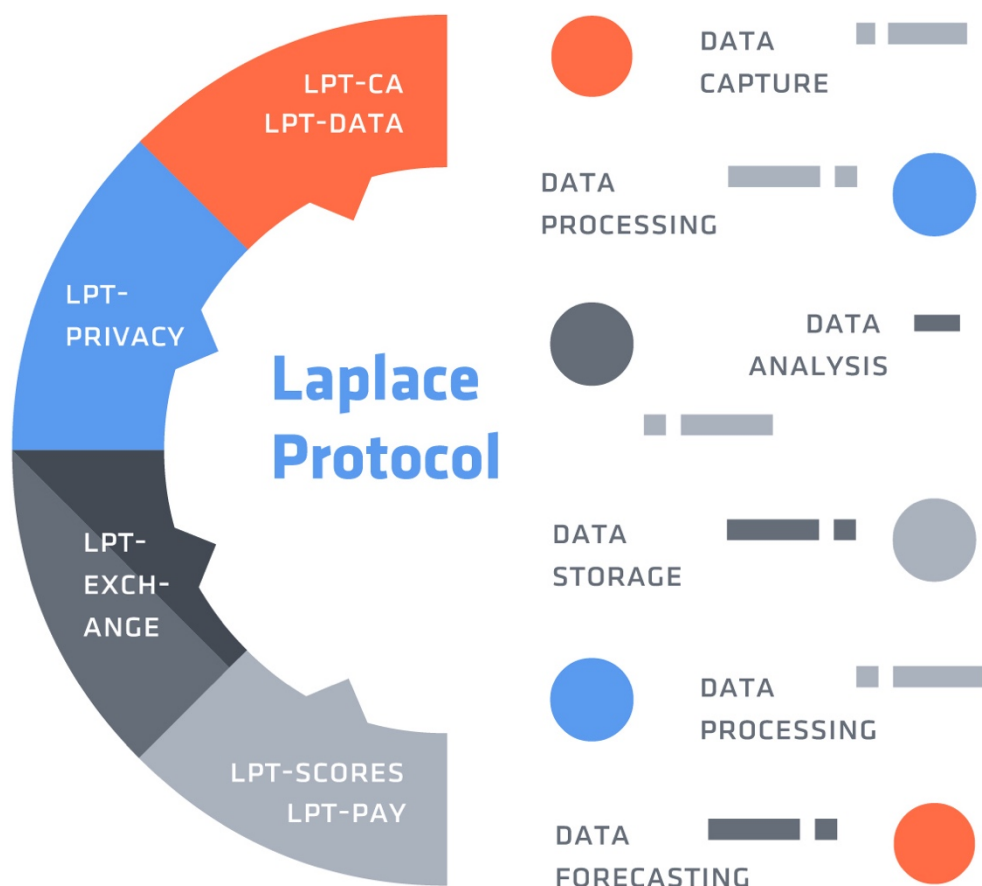 LPT-CA
LPT-DATA
LPT-
PRIVACY
LPT-
EXCH-
ANGE
LPT-SCORES
LPT-PAY
Laplace
Protocol
DATA
CAPTURE
DATA
PROCESSING
DATA
ANALYSIS
DATA
STORAGE
DATA
PROCESSING
DATA
FORECASTING